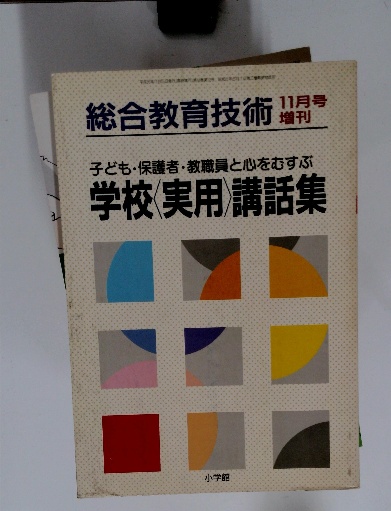 総合教育技術 11月号
増刊
子ども・保護者・教職員と心をむすぶ
学校〈実用〉講話集
小学館